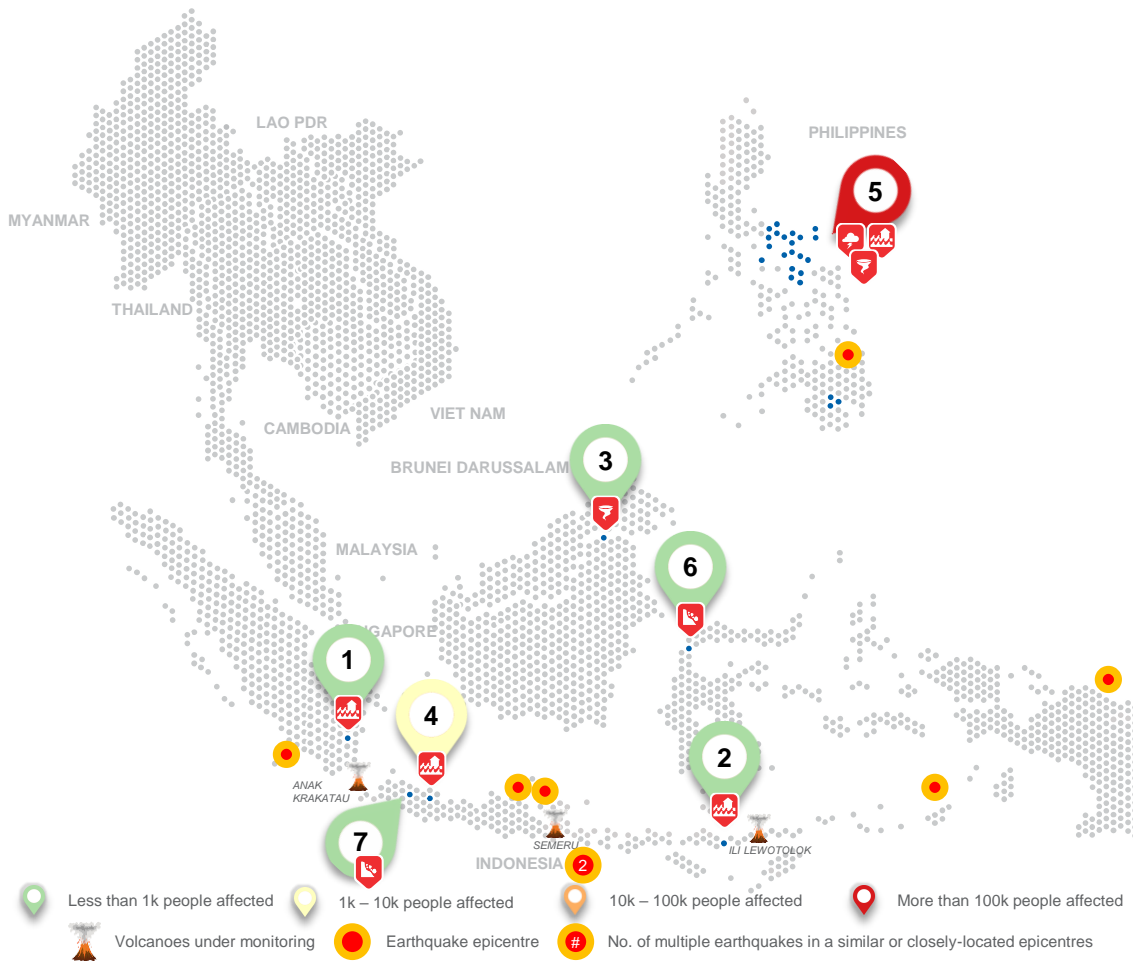 LAO PDR
PHILIPPINES
5
MYANMAR
THAILAND
VIET NAM
CAMBODIA
3
BRUNEI DARUSSALAM
MALAYSIA
6
1
4
2
ANAK
KRAKATAU
7
SEMERU
ILI LEWOTOLOK
INDONESIA
2
Less than 1k people affected
1k – 10k people affected
10k – 100k people affected
More than 100k people affected
Volcanoes under monitoring
Earthquake epicentre
#
No. of multiple earthquakes in a similar or closely-located epicentres